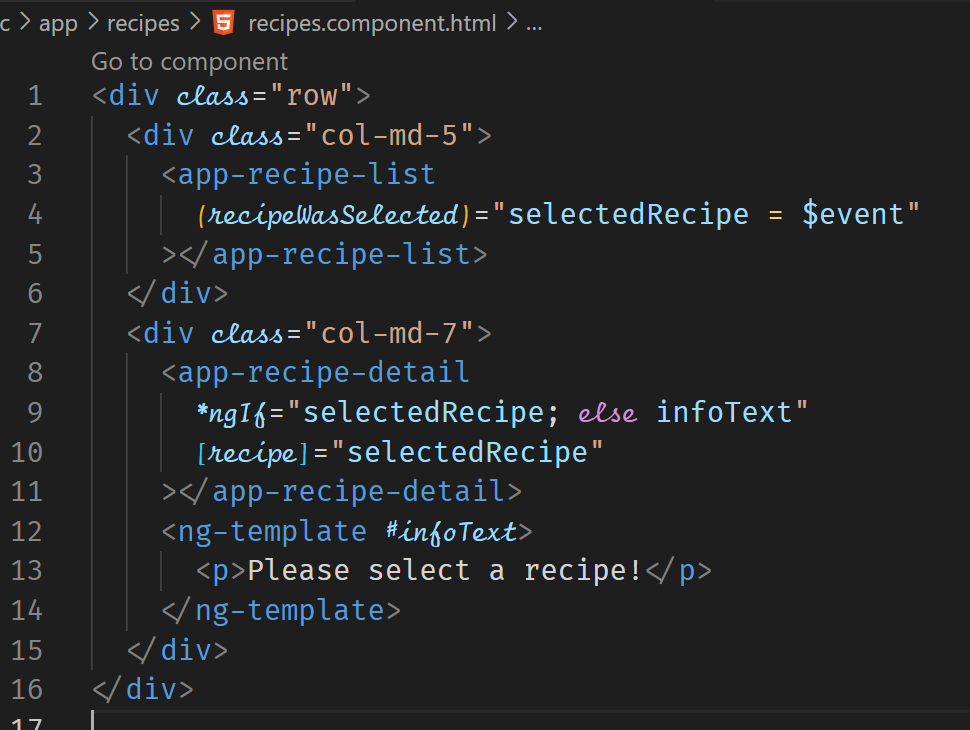 c > app > recipes > recipes.component.html > ...
Go to component
1 <div class="row">
2 <div class="col-md-5">
3 <app-recipe-list
4 (recipeWasSelected)="selectedRecipe = $event"
5 ></app-recipe-list>
6 </div>
7 <div class="col-md-7">
8 <app-recipe-detail
9 *ngIf="selectedRecipe; else infoText"
10 [recipe]="selectedRecipe"
11 ></app-recipe-detail>
12 <ng-template #infoText>
13 <p>Please select a recipe!</p>
14 </ng-template>
15 </div>
16 </div>
17